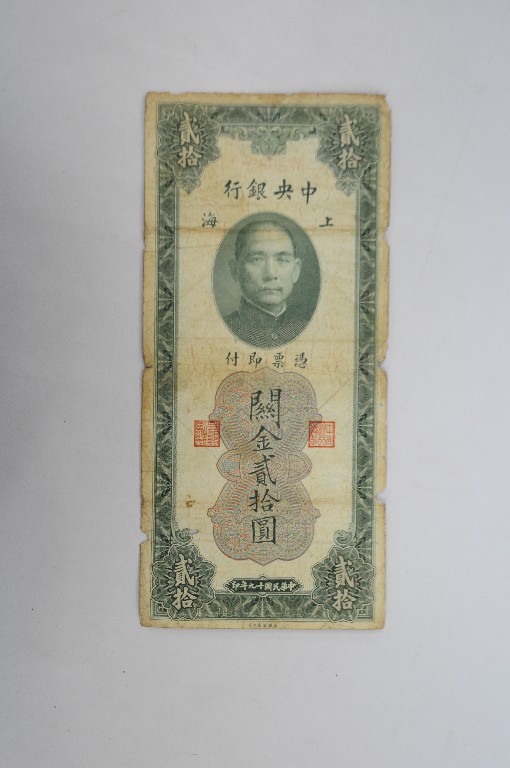 貳拾
貳拾
中央銀行
上海
憑票即付
關金貳拾圓
貳拾
貳拾
中華民國十九年印